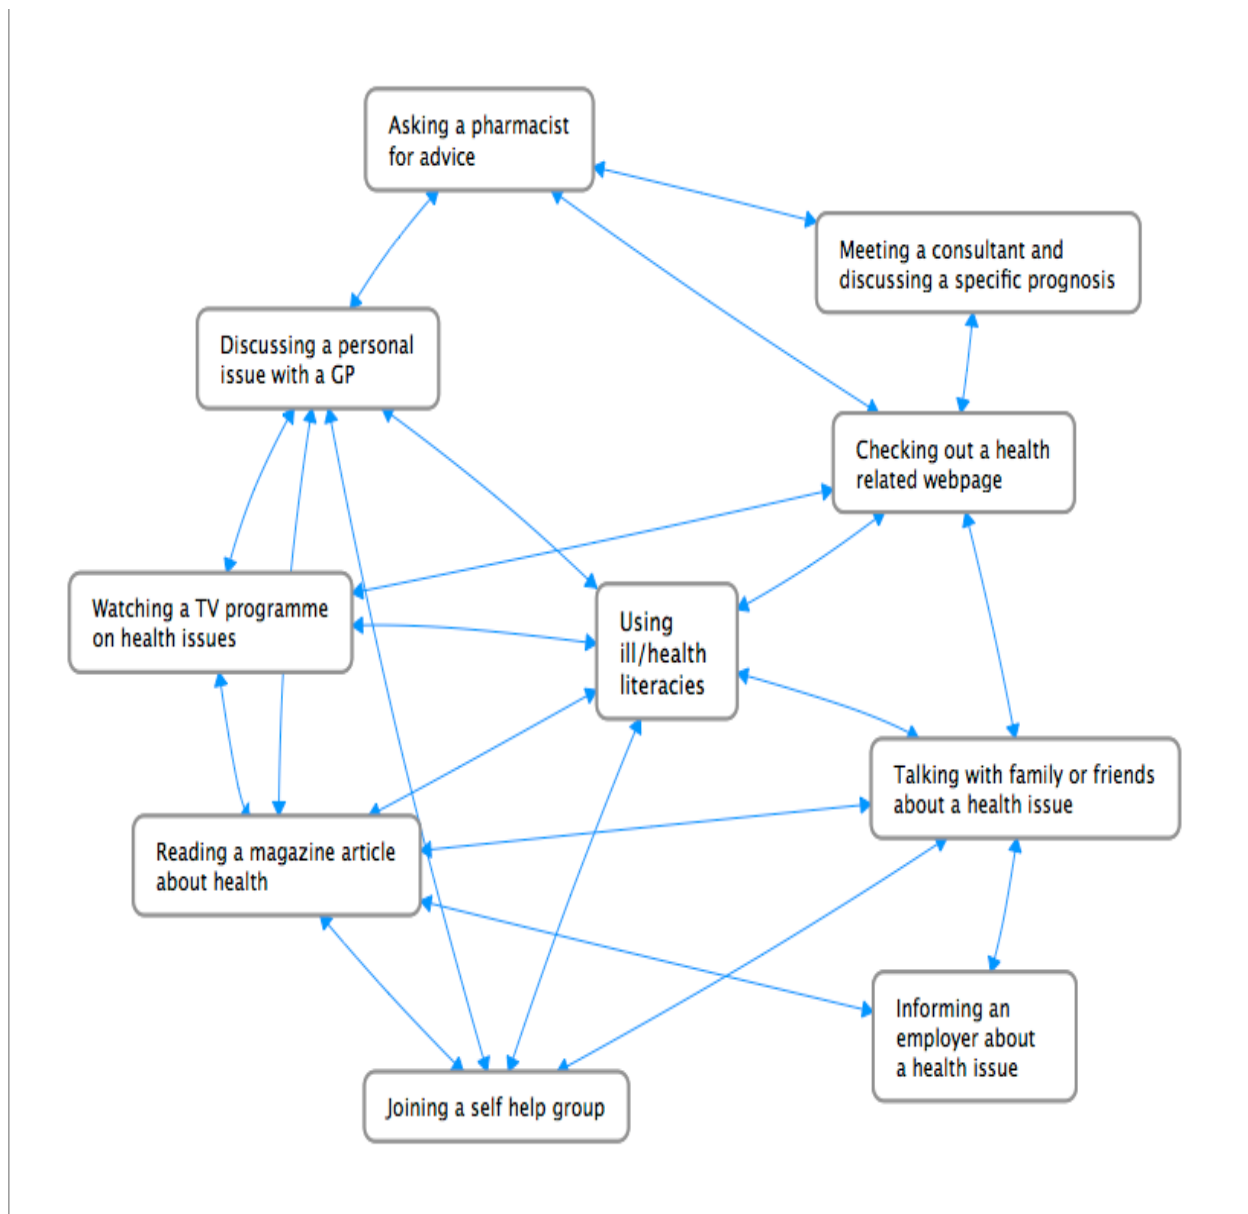 Asking a pharmacist
for advice
Meeting a consultant and
discussing a specific prognosis
Discussing a personal
issue with a GP
Checking out a health
related webpage
Watching a TV programme
on health issues
Using
ill/health
literacies
Talking with family or friends
about a health issue
Reading a magazine article
about health
Informing an
employer about
a health issue
Joining a self help group